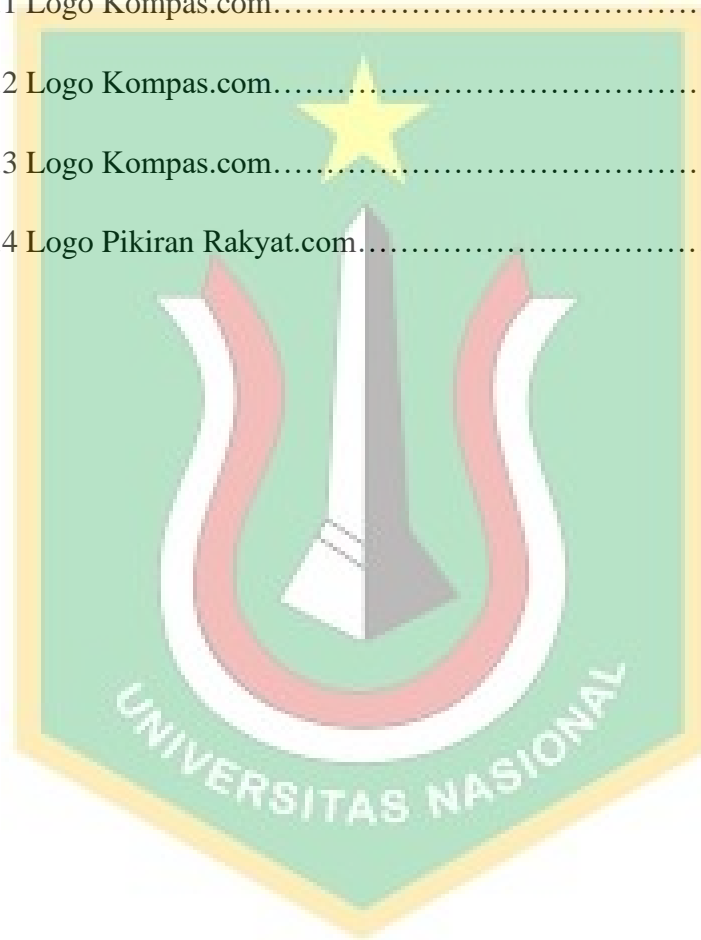 1 Logo Kompas.com……………………………………
2 Logo Kompas.com……………………………………
3 Logo Kompas.com……………………………………
4 Logo Pikiran Rakyat.com……………………………
UNIVERSITAS NASIONAL